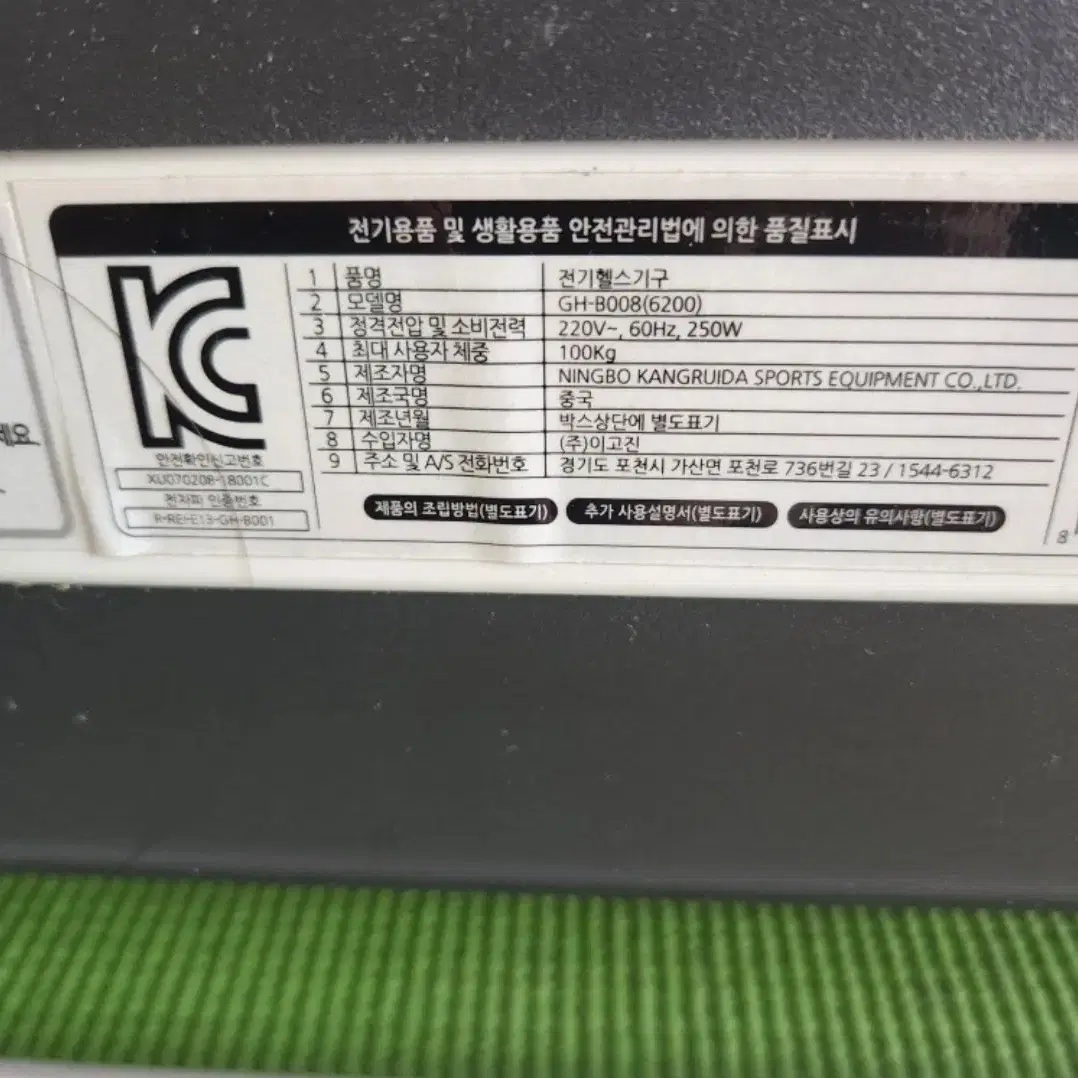 전기용품 및 생활용품 안전관리법에 의한 품질표시
KC
안전확인신고번호
XU070208-18001C
전자파 인증번호
R-REI-E13-GH-B001
1 품명 전기헬스기구
2 모델명 GH-B008(6200)
3 정격전압 및 소비전력 220V~, 60Hz, 250W
4 최대 사용자 체중 100Kg
5 제조자명 NINGBO KANGRUIDA SPORTS EQUIPMENT CO.,LTD.
6 제조국명 중국
7 제조년월 박스상단에 별도표기
8 수입자명 (주)이고진
9 주소 및 A/S 전화번호 경기도 포천시 가산면 포천로 736번길 23 / 1544-6312
제품의 조립방법(별도표기) 추가 사용설명서(별도표기) 사용상의 유의사항(별도표기)
세요
8